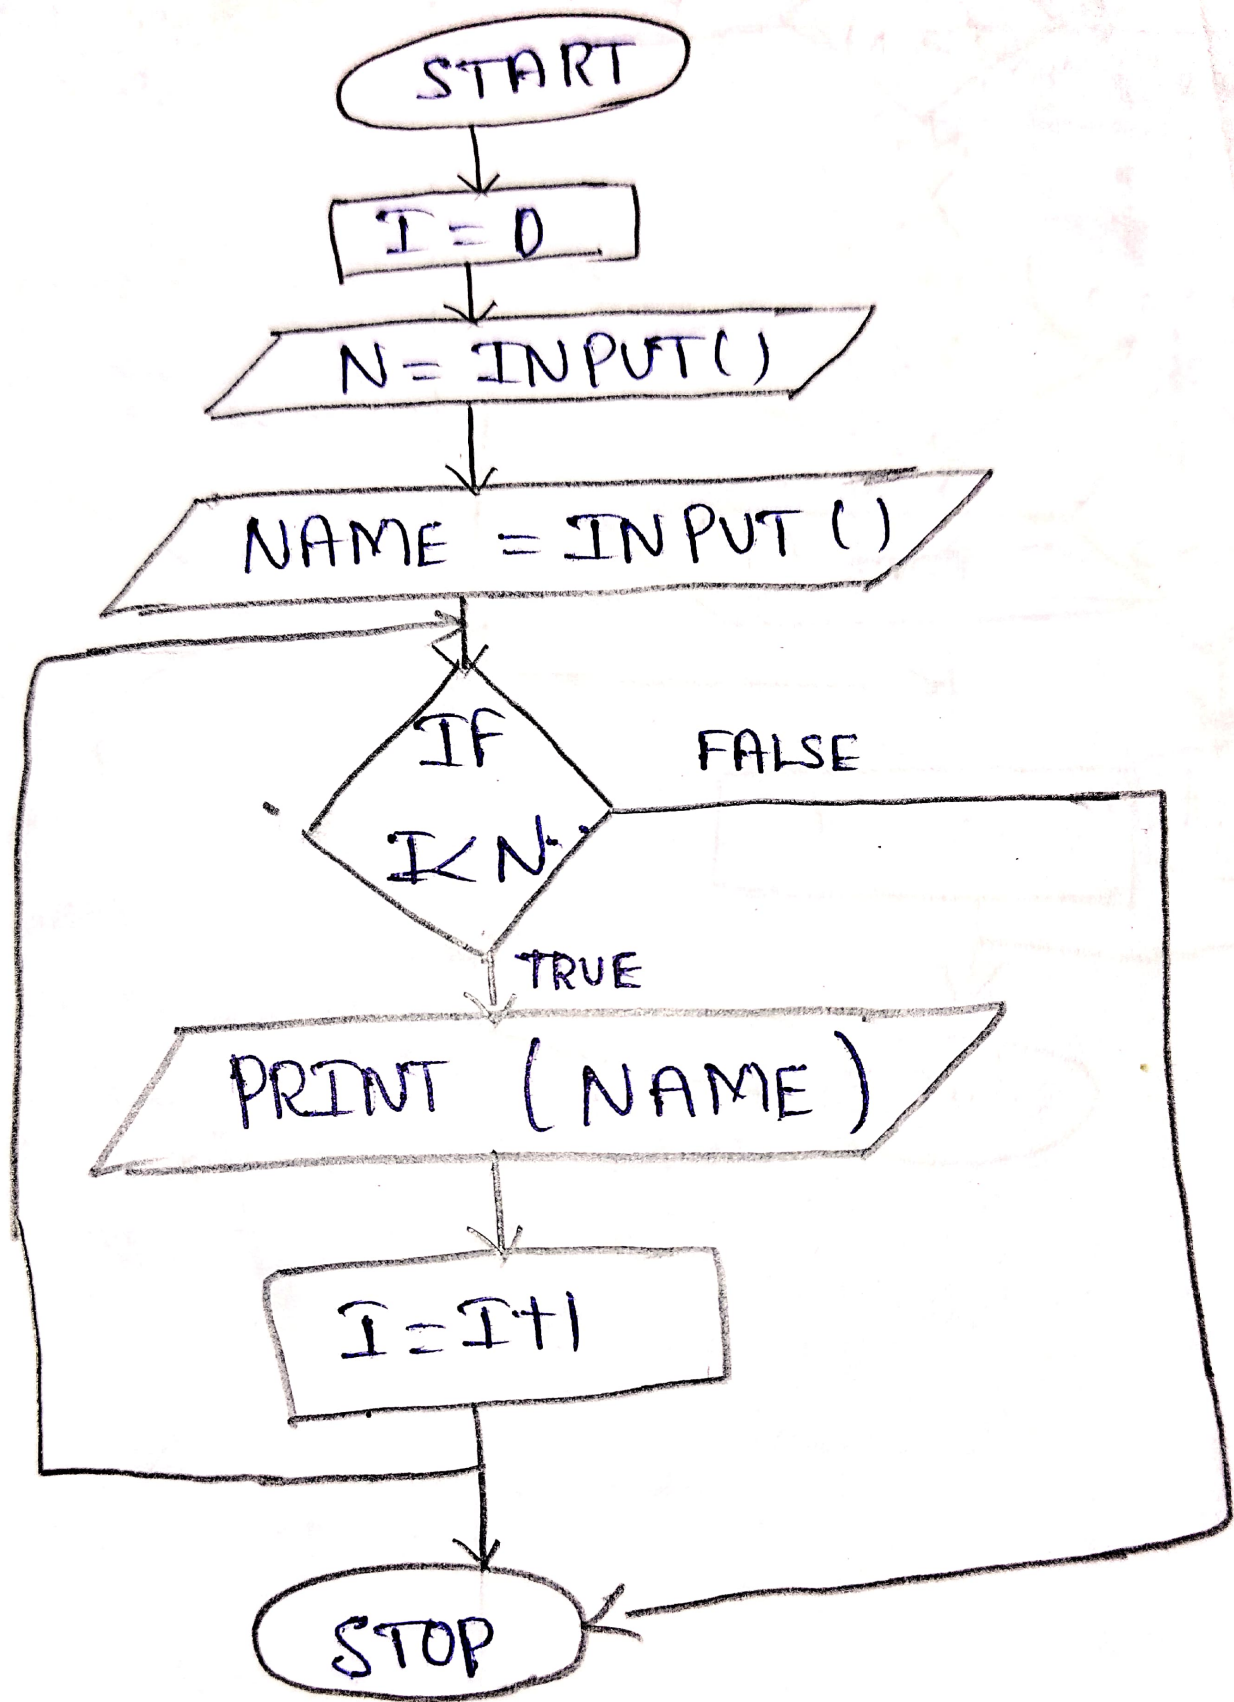 START
I = 0
N = INPUT()
NAME = INPUT ()
IF
I<N
FALSE
TRUE
PRINT (NAME)
I = I+1
STOP